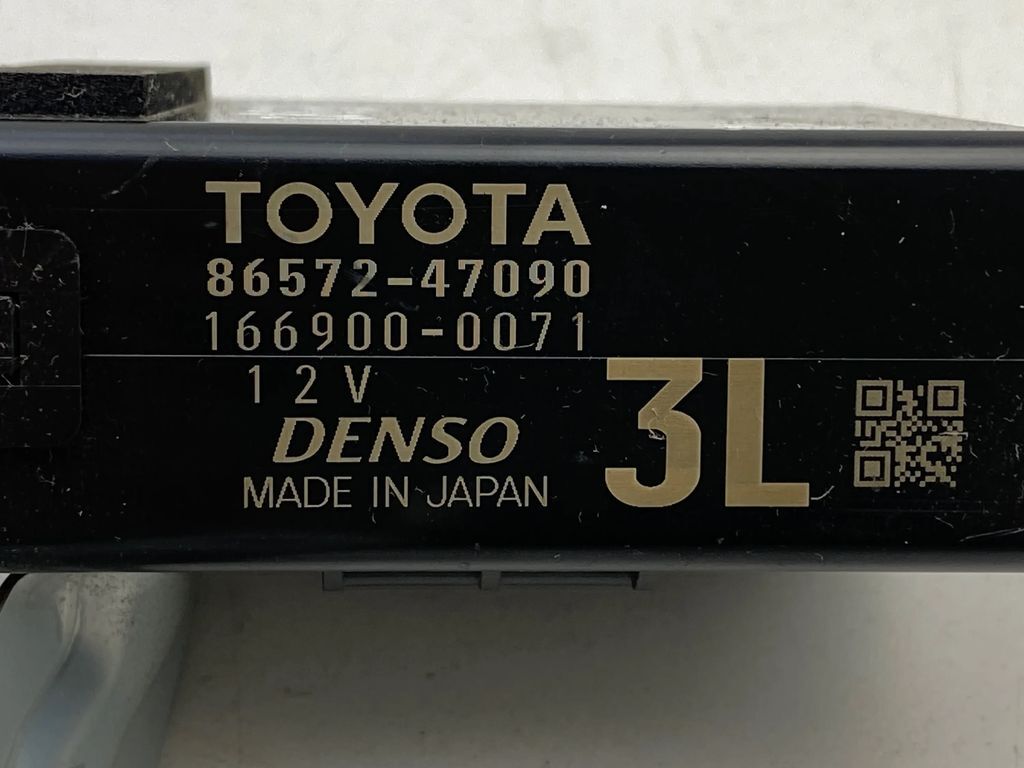 TOYOTA
86572-47090
166900-0071
12V
DENSO
MADE IN JAPAN
3L